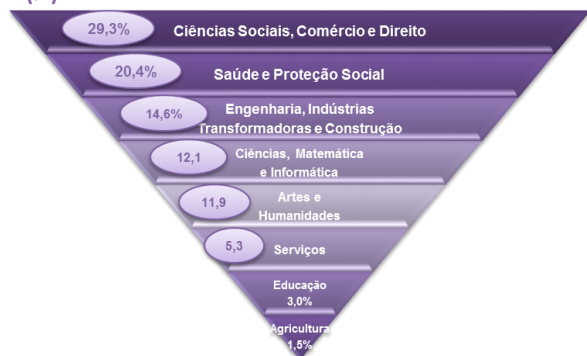 29,3% Ciências Sociais, Comércio e Direito
20,4% Saúde e Proteção Social
14,6% Engenharia, Indústrias
Transformadoras e Construção
12,1 Ciências, Matemática
e Informática
11,9 Artes e
Humanidades
5,3 Serviços
Educação
3,0%
Agricultura
1,5%